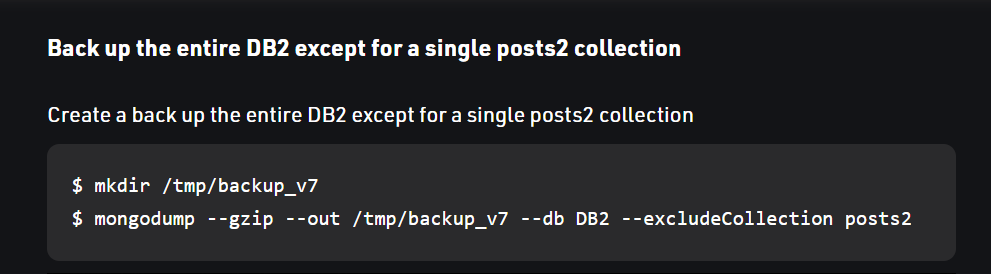 Back up the entire DB2 except for a single posts2 collection
Create a back up the entire DB2 except for a single posts2 collection
$ mkdir /tmp/backup_v7
$ mongodump --gzip --out /tmp/backup_v7 --db DB2 --excludeCollection posts2